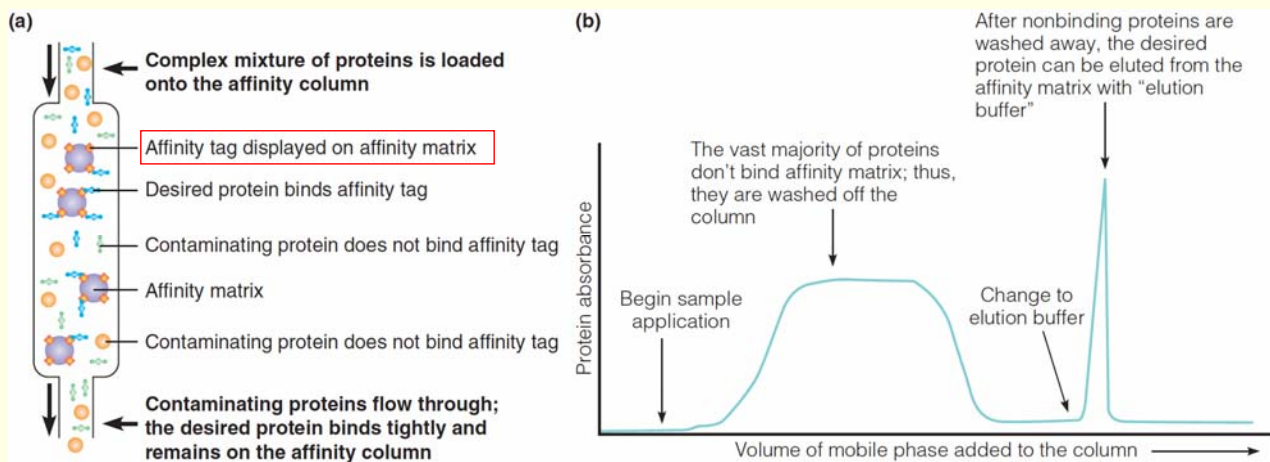 (a)
Complex mixture of proteins is loaded
onto the affinity column
Affinity tag displayed on affinity matrix
Desired protein binds affinity tag
Contaminating protein does not bind affinity tag
Affinity matrix
Contaminating protein does not bind affinity tag
Contaminating proteins flow through;
the desired protein binds tightly and
remains on the affinity column
(b)
After nonbinding proteins are
washed away, the desired
protein can be eluted from the
affinity matrix with “elution
buffer”
The vast majority of proteins
don’t bind affinity matrix; thus,
they are washed off the
column
Begin sample
application
Change to
elution buffer
Protein absorbance
Volume of mobile phase added to the column